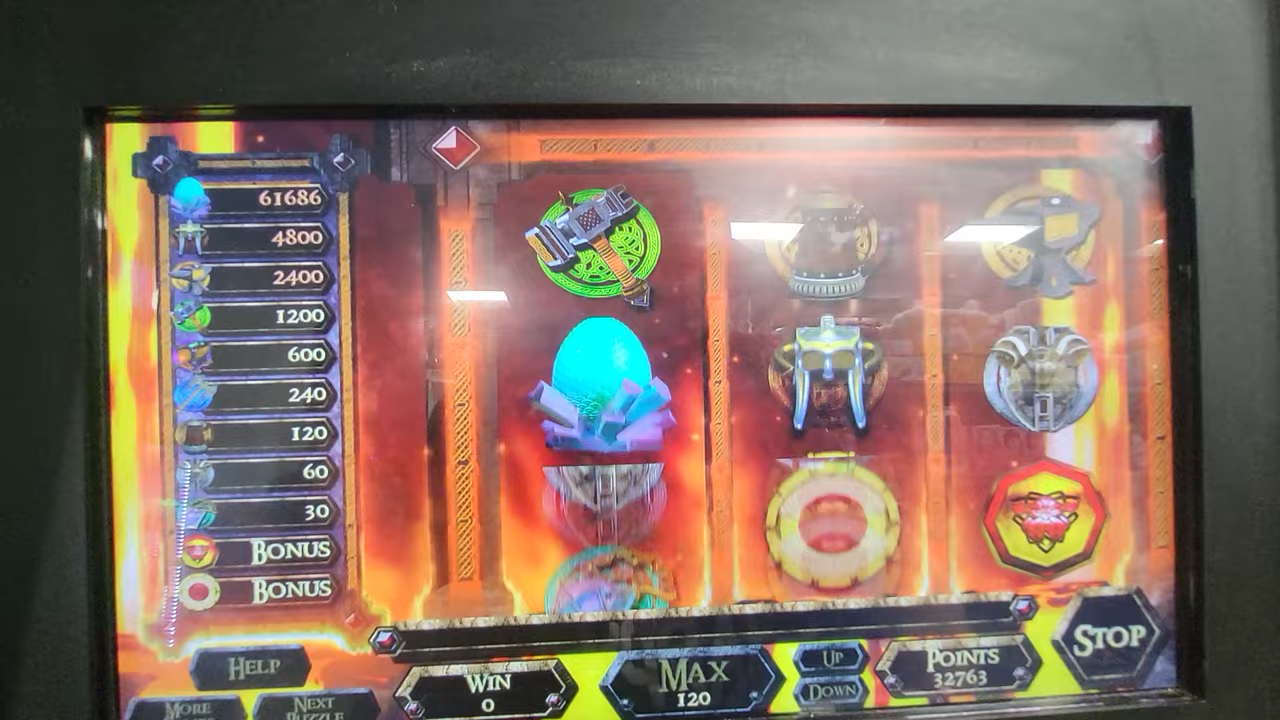 61686
4800
2400
1200
600
240
120
60
30
BONUS
BONUS
HELP
MORE
NEXT
PUZZLE
WIN
0
MAX
120
UP
DOWN
POINTS
32763
STOP